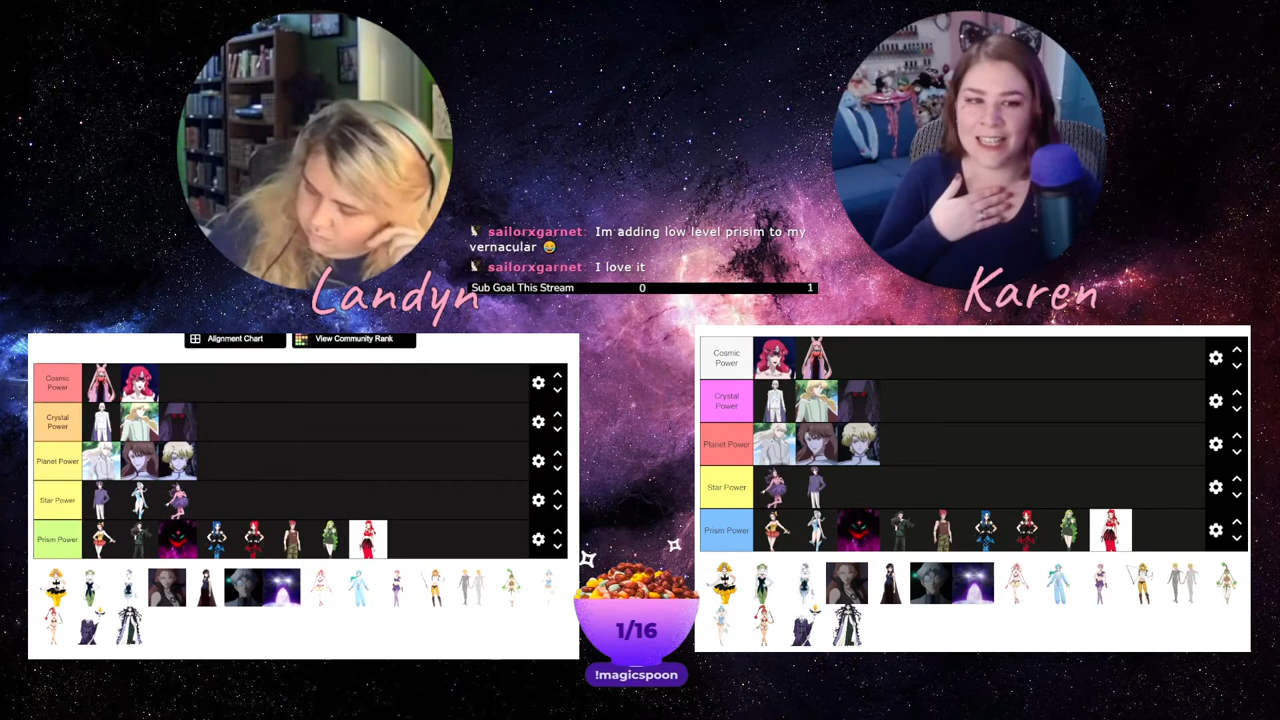 sailorxgarnet: Im adding low level prisim to my
vernacular 😂
sailorxgarnet: I love it
Sub Goal This Stream 0 1
Landyn
Karen
Alignment Chart
View Community Rank
Cosmic
Power
Crystal
Power
Planet Power
Star Power
Prism Power
Cosmic
Power
Crystal
Power
Planet Power
Star Power
Prism Power
1/16
!magicspoon